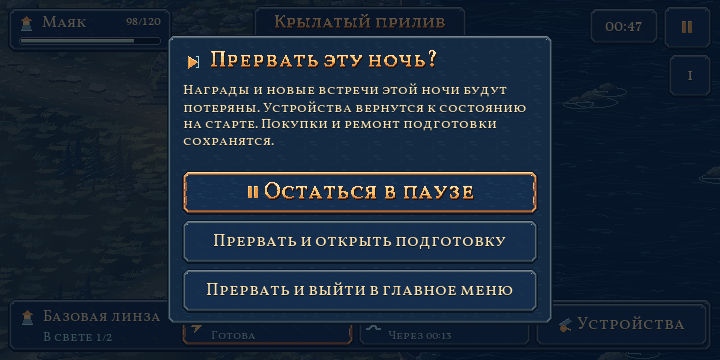 Маяк 98/120
Крылатый прилив
00:47
I
Прервать эту ночь?
Награды и новые встречи этой ночи будут
потеряны. Устройства вернутся к состоянию
на старте. Покупки и ремонт подготовки
сохранятся.
Остаться в паузе
Прервать и открыть подготовку
Прервать и выйти в главное меню
Базовая линза
В свете 1/2
Готова
Через 00:15
Устройства